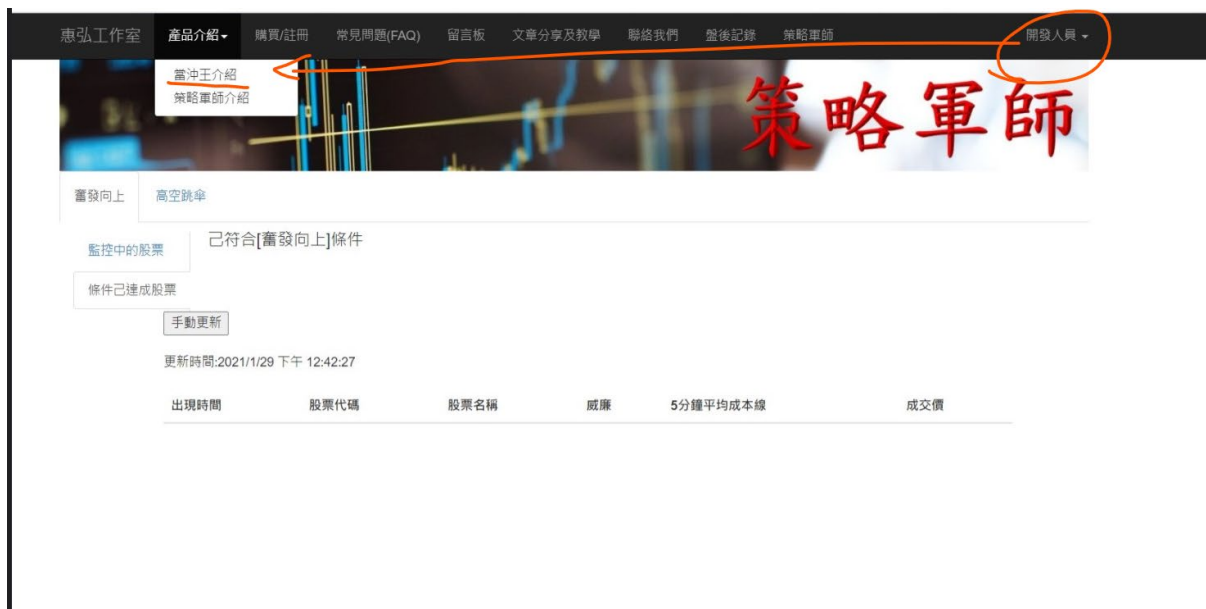 惠弘工作室 產品介紹 購買/註冊 常見問題(FAQ) 留言板 文章分享及教學 聯絡我們 盤後記錄 策略軍師 開發人員
當沖王介紹
策略軍師介紹
策略軍師
奮發向上 高空跳傘
監控中的股票
己符合[奮發向上]條件
條件己達成股票
手動更新
更新時間:2021/1/29 下午 12:42:27
出現時間 股票代碼 股票名稱 威廉 5分鐘平均成本線 成交價